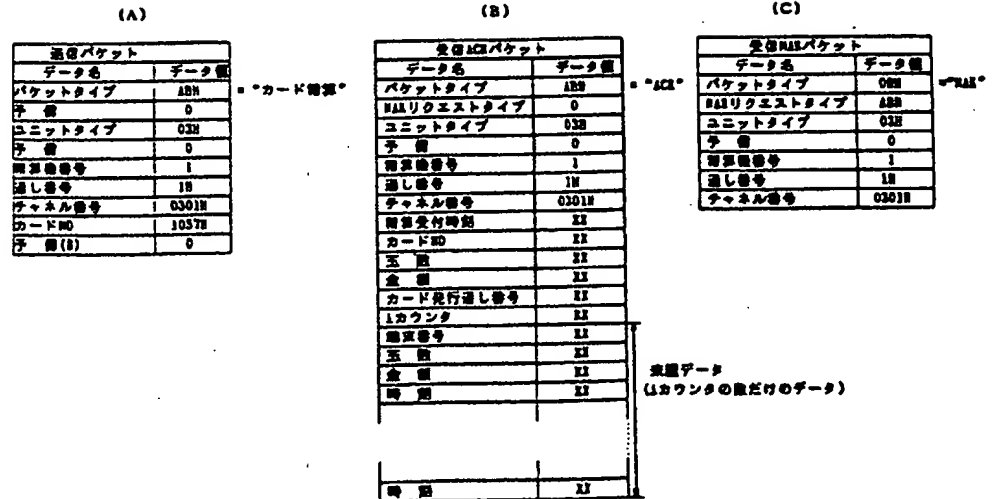 (A)
送信パケット
データ名 データ値
パケットタイプ ABH ="カード精算"
予 備 0
ユニットタイプ 03H
予 備 0
精算機番号 1
通し番号 1H
チャネル番号 0301H
カードNO 1057H
予 備(8) 0
(B)
受信ACKパケット
データ名 データ値
パケットタイプ ABH ="ACK"
NAKリクエストタイプ 0
ユニットタイプ 03H
予 備 0
精算機番号 1
通し番号 1H
チャネル番号 0301H
精算受付時刻 XX
カードNO XX
玉 数 XX
金 額 XX
カード発行通し番号 XX
iカウンタ XX
端末番号 XX
玉 数 XX
金 額 XX
時 刻 XX
時 刻 XX
来歴データ
(iカウンタの数だけのデータ)
(C)
受信NAKパケット
データ名 データ値
パケットタイプ ="NAK"
NAKリクエストタイプ ABH
ユニットタイプ 03H
予 備 0
精算機番号 1
通し番号 1H
チャネル番号 0301H